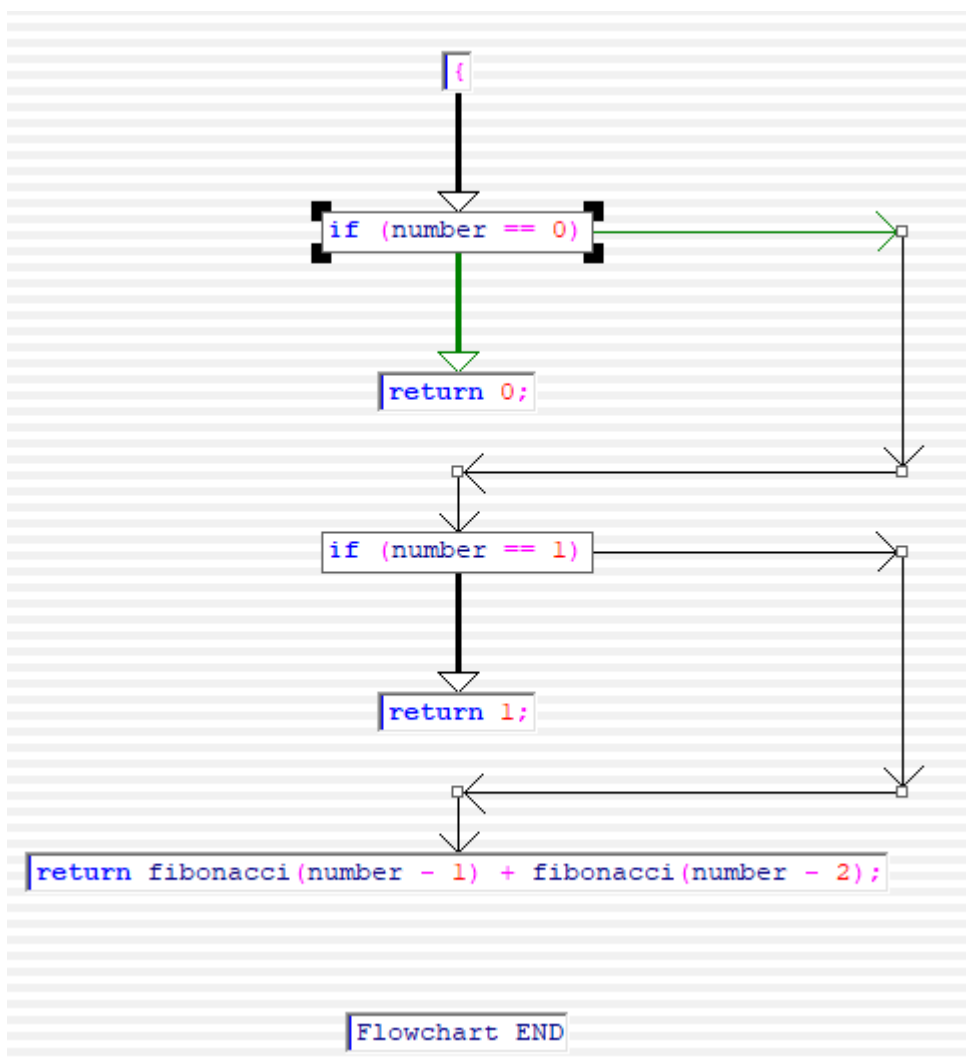 {
if (number == 0)
return 0;
if (number == 1)
return 1;
return fibonacci(number - 1) + fibonacci(number - 2);
Flowchart END